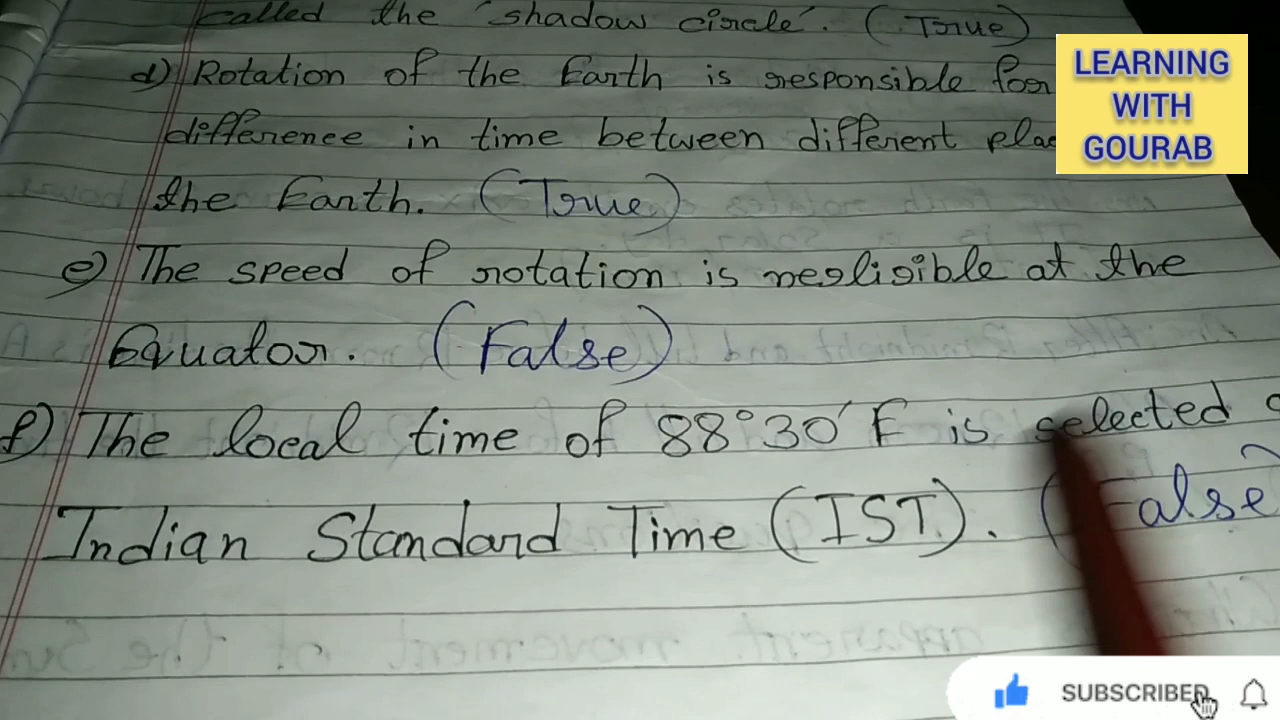 called the 'shadow circle'. (True)
d) Rotation of the Earth is responsible for
difference in time between different
the Earth. (True)
e) The speed of rotation is negligible at the
Equator. (False)
f) The local time of 88°30' E is selected
Indian Standard Time (IST). (False
LEARNING
WITH
GOURAB
SUBSCRIBED